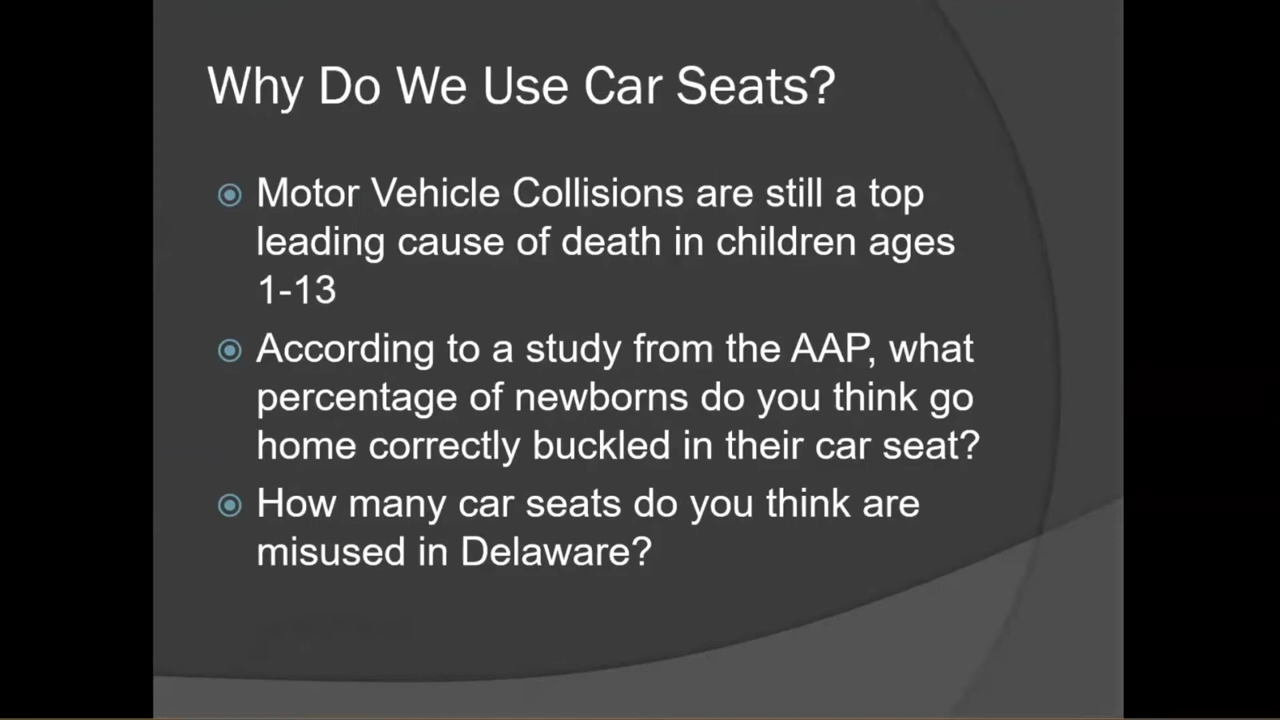 Why Do We Use Car Seats?
Motor Vehicle Collisions are still a top
leading cause of death in children ages
1-13
According to a study from the AAP, what
percentage of newborns do you think go
home correctly buckled in their car seat?
How many car seats do you think are
misused in Delaware?